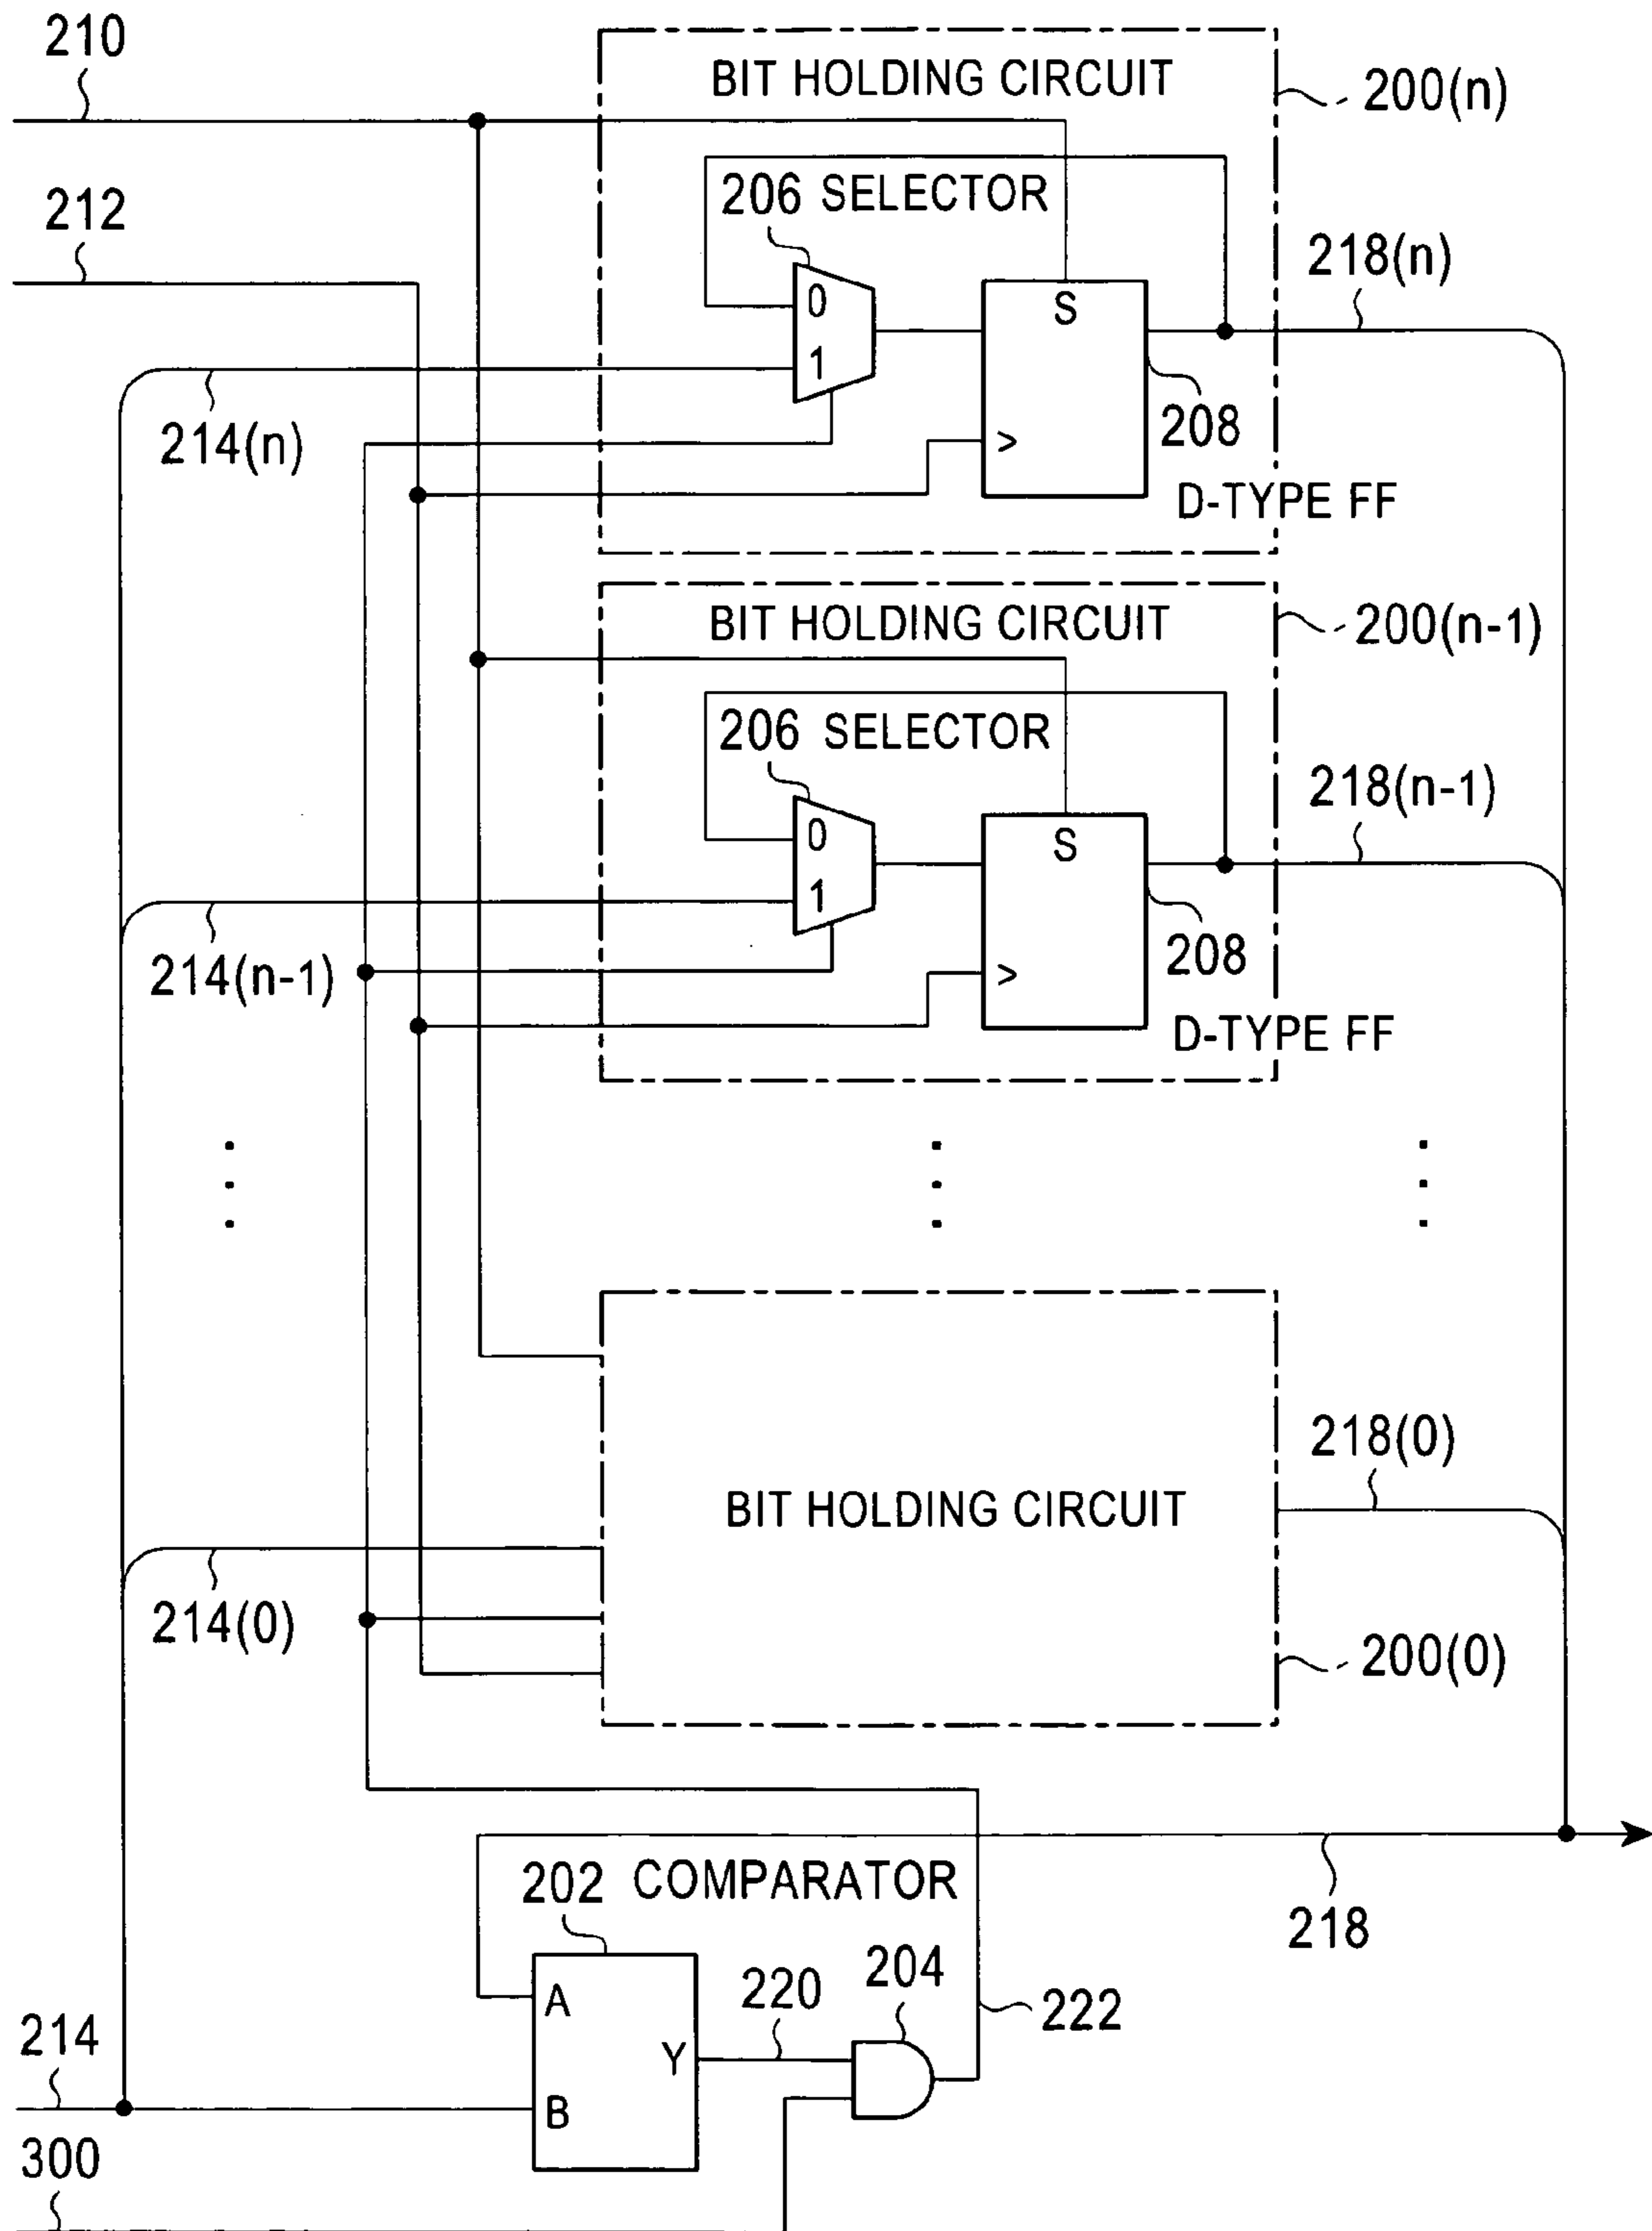 210
BIT HOLDING CIRCUIT
200(n)
212
206 SELECTOR
218(n)
0
S
1
214(n)
208
>
D-TYPE FF
BIT HOLDING CIRCUIT
200(n-1)
206 SELECTOR
218(n-1)
0
S
1
214(n-1)
208
>
D-TYPE FF
218(0)
BIT HOLDING CIRCUIT
214(0)
200(0)
202 COMPARATOR
218
204
220
A
222
214
Y
B
300